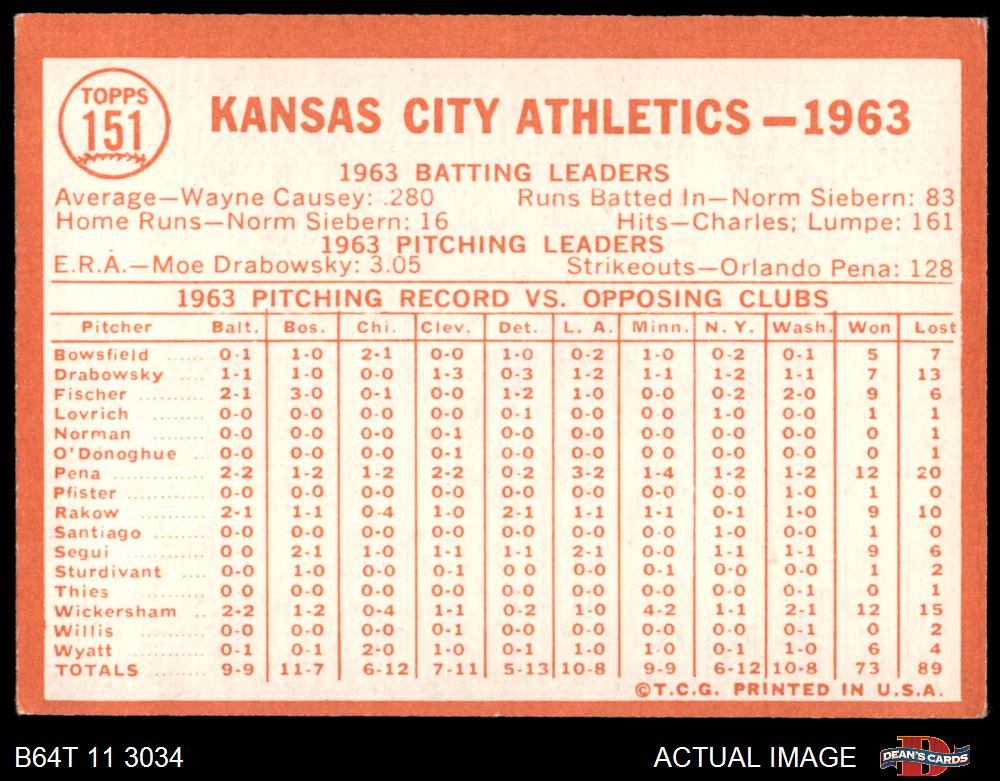 TOPPS
151
KANSAS CITY ATHLETICS — 1963
1963 BATTING LEADERS
Average—Wayne Causey: .280 Runs Batted In—Norm Siebern: 83
Home Runs—Norm Siebern: 16 Hits—Charles; Lumpe: 161
1963 PITCHING LEADERS
E.R.A.—Moe Drabowsky: 3.05 Strikeouts—Orlando Pena: 128
1963 PITCHING RECORD VS. OPPOSING CLUBS
Pitcher Balt. Bos. Chi. Clev. Det. L. A. Minn. N. Y. Wash. Won Lost
Bowsfield ...... 0-1 1-0 2-1 0-0 1-0 0-2 1-0 0-2 0-1 5 7
Drabowsky .... 1-1 1-0 0-0 1-3 0-3 1-2 1-1 1-2 1-1 7 13
Fischer .......... 2-1 3-0 0-1 0-0 1-2 1-0 0-0 0-2 2-0 9 6
Lovrich .......... 0-0 0-0 0-0 0-0 0-1 0-0 0 0 1-0 0-0 1 1
Norman ......... 0-0 0-0 0-0 0-1 0-0 0-0 0-0 0-0 0-0 0 1
O'Donoghue .. 0-0 0-0 0-0 0-1 0-0 0 0 0-0 0-0 0-0 0 1
Pena ............. 2-2 1-2 1-2 2-2 0-2 3-2 1-4 1-2 1-2 12 20
Pfister ........... 0-0 0-0 0-0 0-0 0-0 0-0 0-0 0-0 1-0 1 0
Rakow .......... 2-1 1-1 0-4 1-0 2-1 1-1 1-1 0-1 1-0 9 10
Santiago ........ 0-0 0-0 0-0 0-0 0-0 0-0 0-0 1-0 0-0 1 0
Segui ............ 0 0 2-1 1-0 1-1 1-1 2-1 0-0 1-1 1-1 9 6
Sturdivant .... 0-0 1-0 0-0 0-1 0 0 0-0 0-1 0-0 0-0 1 2
Thies ............ 0-0 0-0 0-0 0-0 0-0 0-0 0-0 0-0 0-1 0 1
Wickersham .. 2-2 1-2 0-4 1-1 0-2 1-0 4-2 1-1 2-1 12 15
Willis ........... 0-0 0-0 0-0 0-1 0-0 0-0 0-0 0-0 0-1 0 2
Wyatt ........... 0-1 0-1 2-0 1-0 0-1 0-0 1-0 0-1 1-0 6 4
TOTALS 9-9 11-7 6-12 7-11 5-13 10-8 9-9 6-12 10-8 73 89
©T.C.G. PRINTED IN U.S.A.
B64T 11 3034 ACTUAL IMAGE DEAN'S CARDS